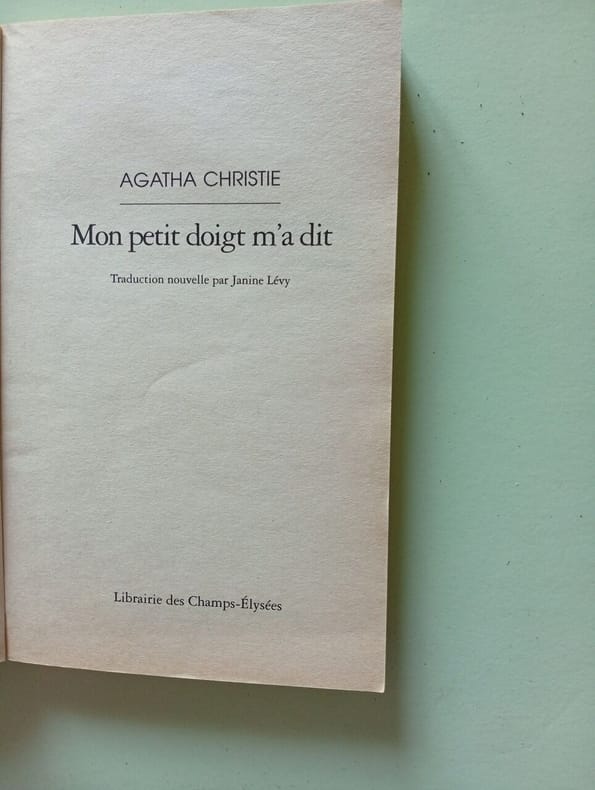 AGATHA CHRISTIE
Mon petit doigt m'a dit
Traduction nouvelle par Janine Lévy
Librairie des Champs-Élysées